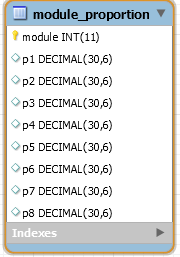 module_proportion
module INT(11)
p1 DECIMAL(30,6)
p2 DECIMAL(30,6)
p3 DECIMAL(30,6)
p4 DECIMAL(30,6)
p5 DECIMAL(30,6)
p6 DECIMAL(30,6)
p7 DECIMAL(30,6)
p8 DECIMAL(30,6)
Indexes